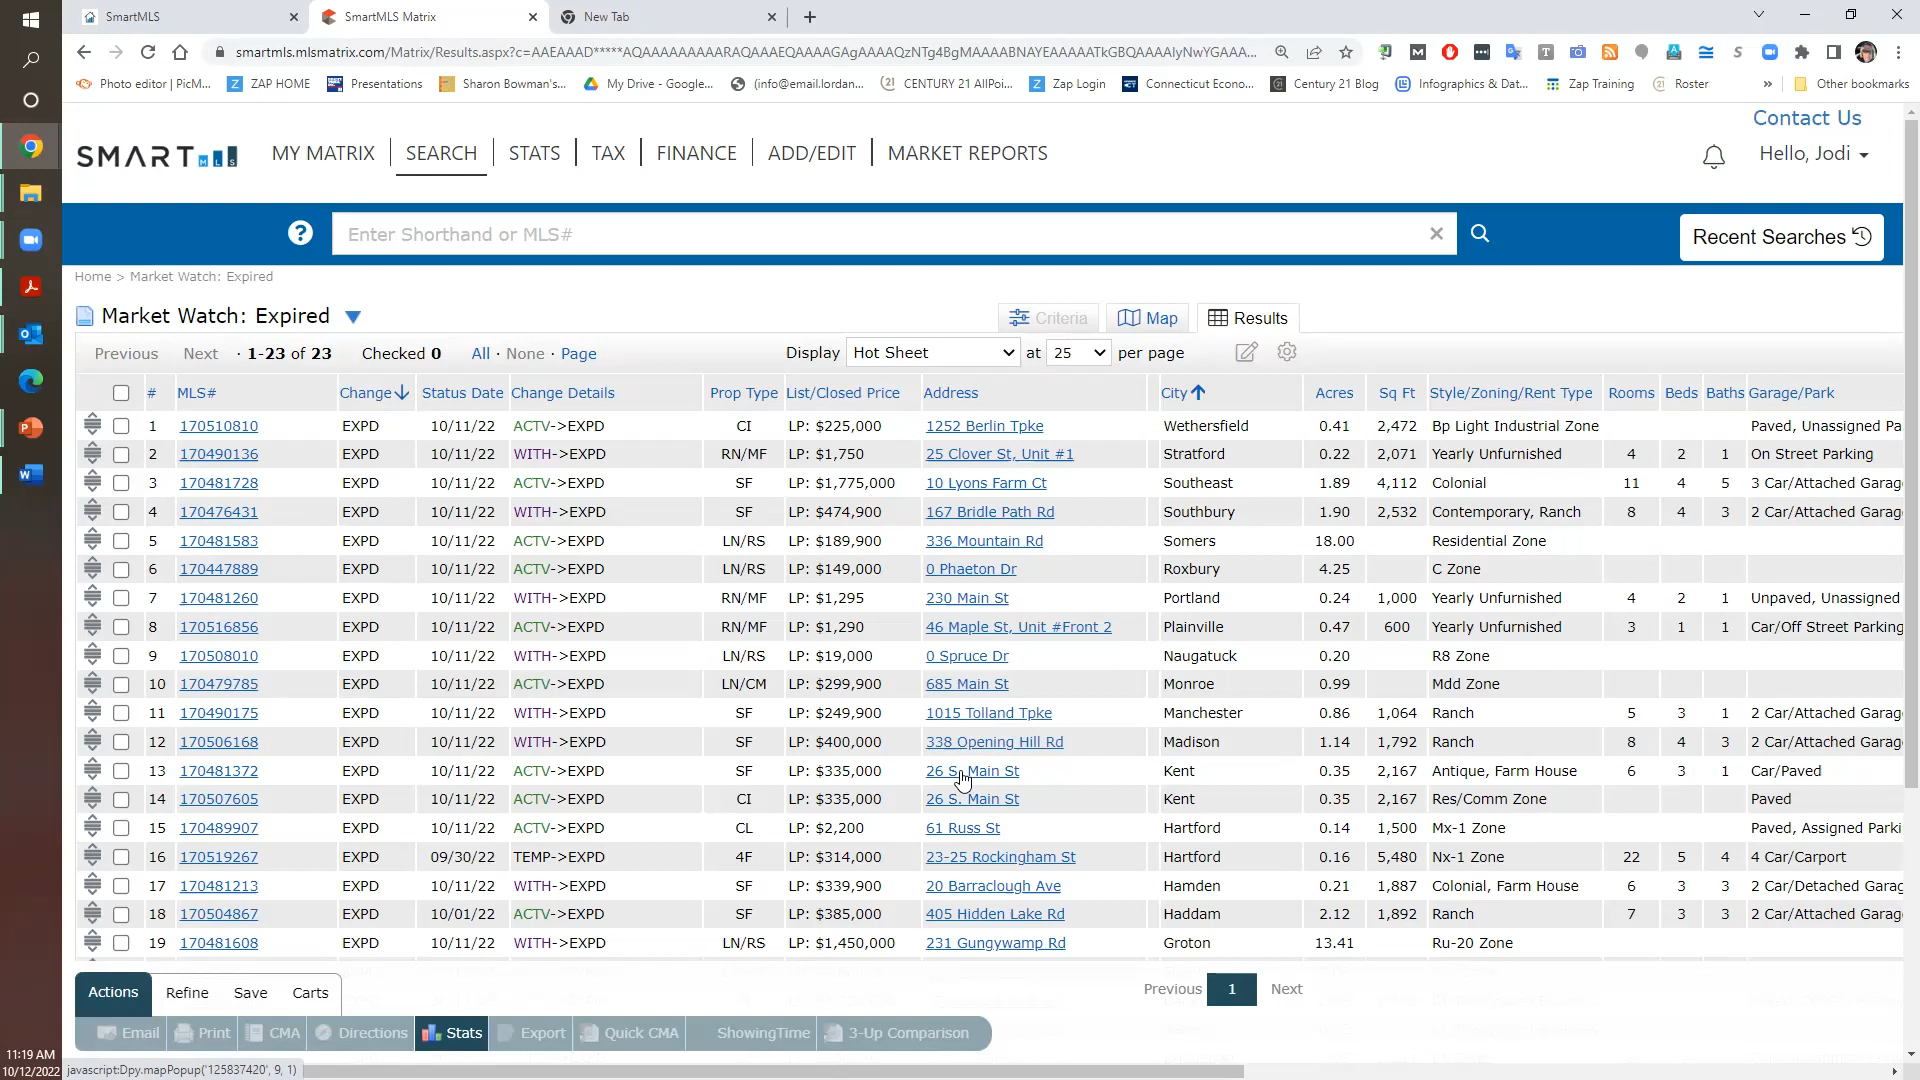 SmartMLS
SmartMLS Matrix
New Tab
smartmls.mlsmatrix.com/Matrix/Results.aspx?c=AAEAAAD*****AQAAAAAAAAARAQAAAEQAAAAGAgAAAAQzNTg4BgMAAAABNAYEAAAAATkGBQAAAAIyNwYGAAA...
Photo editor | PicM...
ZAP HOME
Presentations
Sharon Bowman's...
My Drive - Google...
(info@email.lordan...
CENTURY 21 AllPoi...
Zap Login
Connecticut Econo...
Century 21 Blog
Infographics & Dat...
Zap Training
Roster
»
Other bookmarks
Contact Us
SMART MLS
MY MATRIX SEARCH STATS TAX FINANCE ADD/EDIT MARKET REPORTS
Hello, Jodi
Enter Shorthand or MLS#
Recent Searches
Home > Market Watch: Expired
Market Watch: Expired
Criteria Map Results
Previous Next · 1-23 of 23 Checked 0 All · None · Page Display Hot Sheet at 25 per page
# MLS# Change Status Date Change Details Prop Type List/Closed Price Address City Acres Sq Ft Style/Zoning/Rent Type Rooms Beds Baths Garage/Park
1 170510810 EXPD 10/11/22 ACTV->EXPD CI LP: $225,000 1252 Berlin Tpke Wethersfield 0.41 2,472 Bp Light Industrial Zone Paved, Unassigned Pa
2 170490136 EXPD 10/11/22 WITH->EXPD RN/MF LP: $1,750 25 Clover St, Unit #1 Stratford 0.22 2,071 Yearly Unfurnished 4 2 1 On Street Parking
3 170481728 EXPD 10/11/22 ACTV->EXPD SF LP: $1,775,000 10 Lyons Farm Ct Southeast 1.89 4,112 Colonial 11 4 5 3 Car/Attached Garag
4 170476431 EXPD 10/11/22 WITH->EXPD SF LP: $474,900 167 Bridle Path Rd Southbury 1.90 2,532 Contemporary, Ranch 8 4 3 2 Car/Attached Garag
5 170481583 EXPD 10/11/22 ACTV->EXPD LN/RS LP: $189,900 336 Mountain Rd Somers 18.00 Residential Zone
6 170447889 EXPD 10/11/22 ACTV->EXPD LN/RS LP: $149,000 0 Phaeton Dr Roxbury 4.25 C Zone
7 170481260 EXPD 10/11/22 WITH->EXPD RN/MF LP: $1,295 230 Main St Portland 0.24 1,000 Yearly Unfurnished 4 2 1 Unpaved, Unassigned
8 170516856 EXPD 10/11/22 ACTV->EXPD RN/MF LP: $1,290 46 Maple St, Unit #Front 2 Plainville 0.47 600 Yearly Unfurnished 3 1 1 Car/Off Street Parking
9 170508010 EXPD 10/11/22 WITH->EXPD LN/RS LP: $19,000 0 Spruce Dr Naugatuck 0.20 R8 Zone
10 170479785 EXPD 10/11/22 ACTV->EXPD LN/CM LP: $299,900 685 Main St Monroe 0.99 Mdd Zone
11 170490175 EXPD 10/11/22 WITH->EXPD SF LP: $249,900 1015 Tolland Tpke Manchester 0.86 1,064 Ranch 5 3 1 2 Car/Attached Garag
12 170506168 EXPD 10/11/22 WITH->EXPD SF LP: $400,000 338 Opening Hill Rd Madison 1.14 1,792 Ranch 8 4 3 2 Car/Attached Garag
13 170481372 EXPD 10/11/22 ACTV->EXPD SF LP: $335,000 26 S. Main St Kent 0.35 2,167 Antique, Farm House 6 3 1 Car/Paved
14 170507605 EXPD 10/11/22 ACTV->EXPD CI LP: $335,000 26 S. Main St Kent 0.35 2,167 Res/Comm Zone Paved
15 170489907 EXPD 10/11/22 ACTV->EXPD CL LP: $2,200 61 Russ St Hartford 0.14 1,500 Mx-1 Zone Paved, Assigned Parki
16 170519267 EXPD 09/30/22 TEMP->EXPD 4F LP: $314,000 23-25 Rockingham St Hartford 0.16 5,480 Nx-1 Zone 22 5 4 4 Car/Carport
17 170481213 EXPD 10/11/22 WITH->EXPD SF LP: $339,900 20 Barraclough Ave Hamden 0.21 1,887 Colonial, Farm House 6 3 3 2 Car/Detached Garag
18 170504867 EXPD 10/01/22 ACTV->EXPD SF LP: $385,000 405 Hidden Lake Rd Haddam 2.12 1,892 Ranch 7 3 3 2 Car/Attached Garag
19 170481608 EXPD 10/11/22 WITH->EXPD LN/RS LP: $1,450,000 231 Gungywamp Rd Groton 13.41 Ru-20 Zone
Actions Refine Save Carts
Previous 1 Next
Email Print CMA Directions Stats Export Quick CMA ShowingTime 3-Up Comparison
11:19 AM
10/12/2022
javascript:Dpy.mapPopup('125837420', 9, 1)